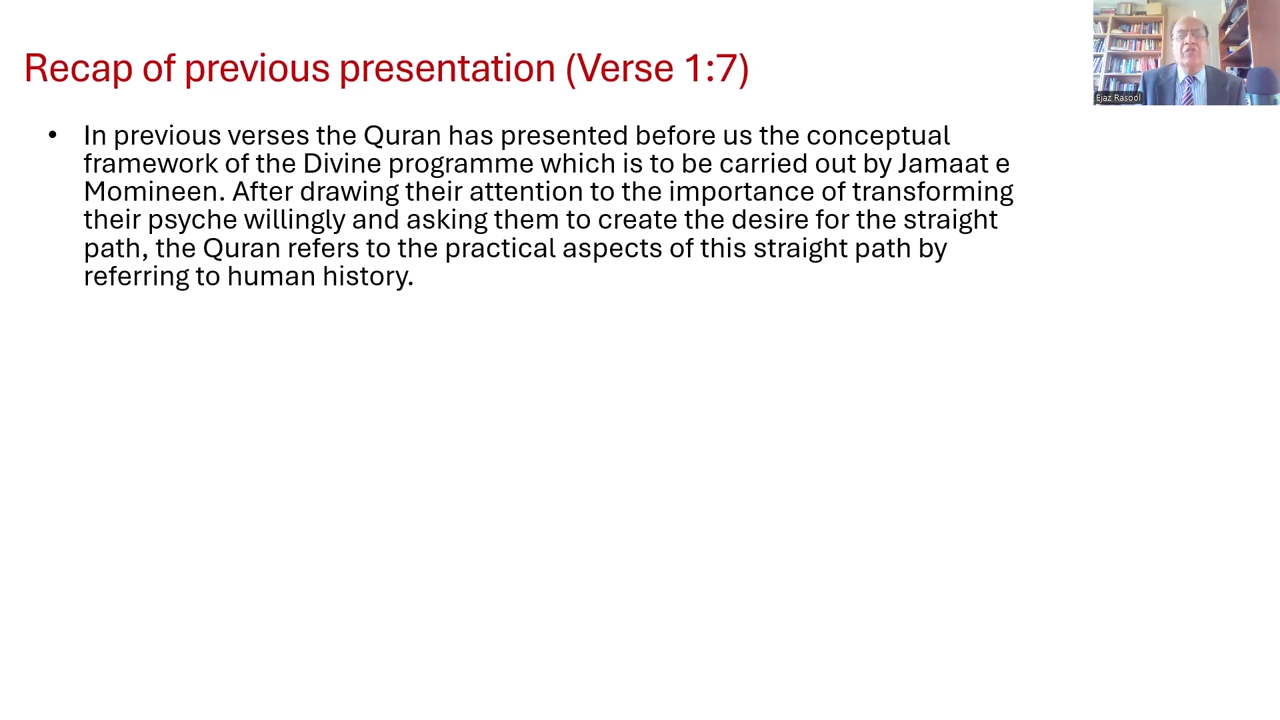 Recap of previous presentation (Verse 1:7)
Ejaz Rasool
• In previous verses the Quran has presented before us the conceptual
framework of the Divine programme which is to be carried out by Jamaat e
Momineen. After drawing their attention to the importance of transforming
their psyche willingly and asking them to create the desire for the straight
path, the Quran refers to the practical aspects of this straight path by
referring to human history.